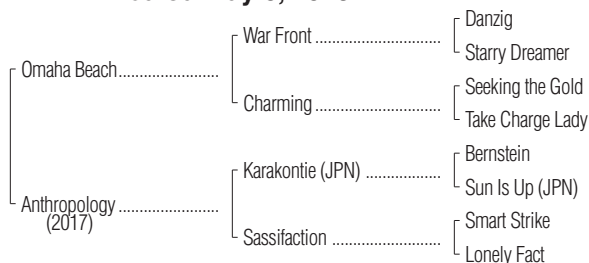 Danzig
War Front ........................................
Starry Dreamer
Omaha Beach..............................
Seeking the Gold
Charming ........................................
Take Charge Lady
Bernstein
Karakontie (JPN) ........................
Sun Is Up (JPN)
Anthropology ..............................
(2017)
Smart Strike
Sassifaction ...................................
Lonely Fact